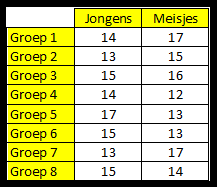 Jongens Meisjes
Groep 1 14 17
Groep 2 13 15
Groep 3 15 16
Groep 4 14 12
Groep 5 17 13
Groep 6 15 13
Groep 7 13 17
Groep 8 15 14